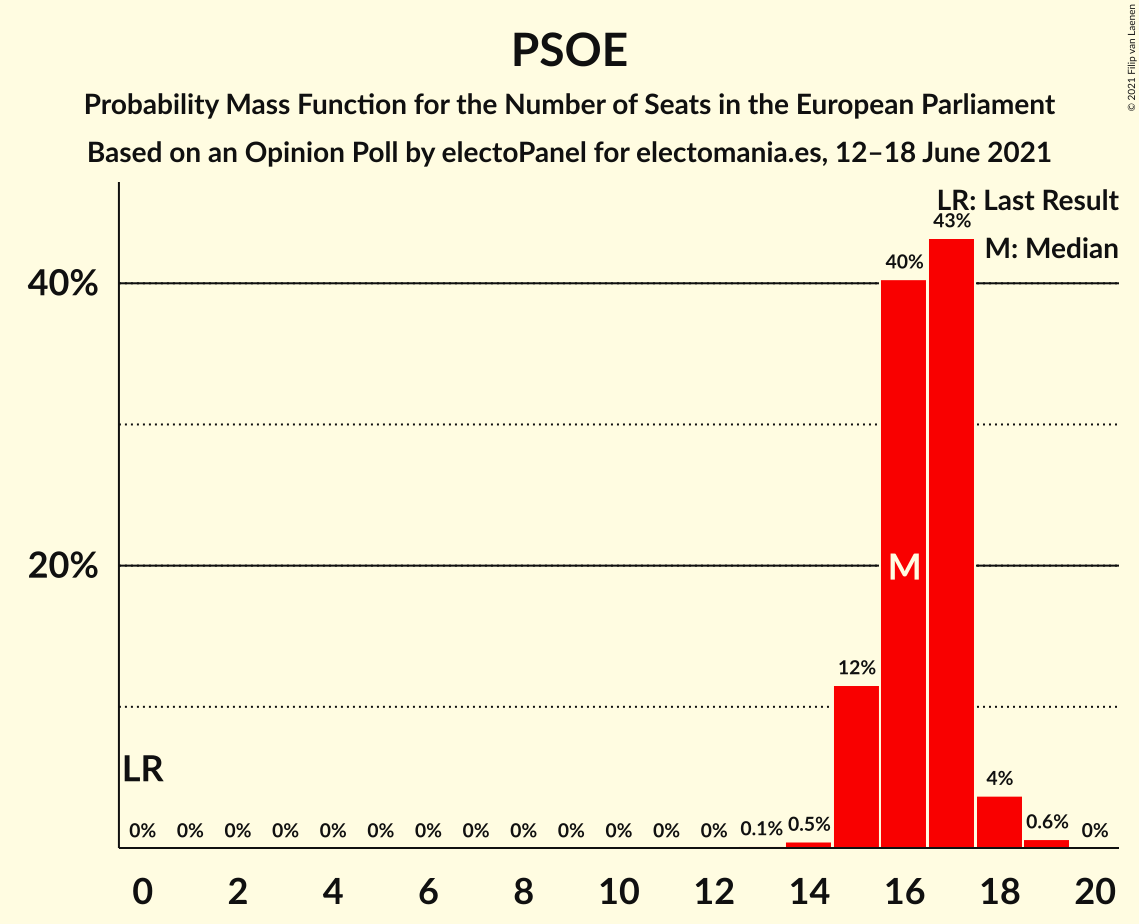 PSOE
Probability Mass Function for the Number of Seats in the European Parliament
Based on an Opinion Poll by electoPanel for electomania.es, 12–18 June 2021
© 2021 Filip van Laenen
LR: Last Result
M: Median
43%
40%
40%
20%
M
12%
LR
4%
0% 0% 0% 0% 0% 0% 0% 0% 0% 0% 0% 0% 0% 0.1% 0.5% 0.6% 0%
0 2 4 6 8 10 12 14 16 18 20